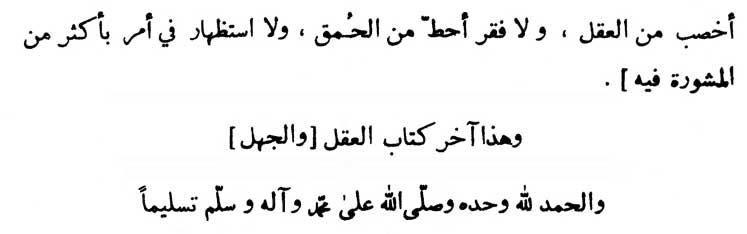 أخصب من العقل ، و لا فقر أحطّ من الحُمق ، ولا استظهار في أمر بأكثر من
المشورة فيه ] .
وهذا آخر كتاب العقل [والجهل]
والحمد لله وحده وصلّى الله علىٰ محمّد وآله و سلّم تسليماً